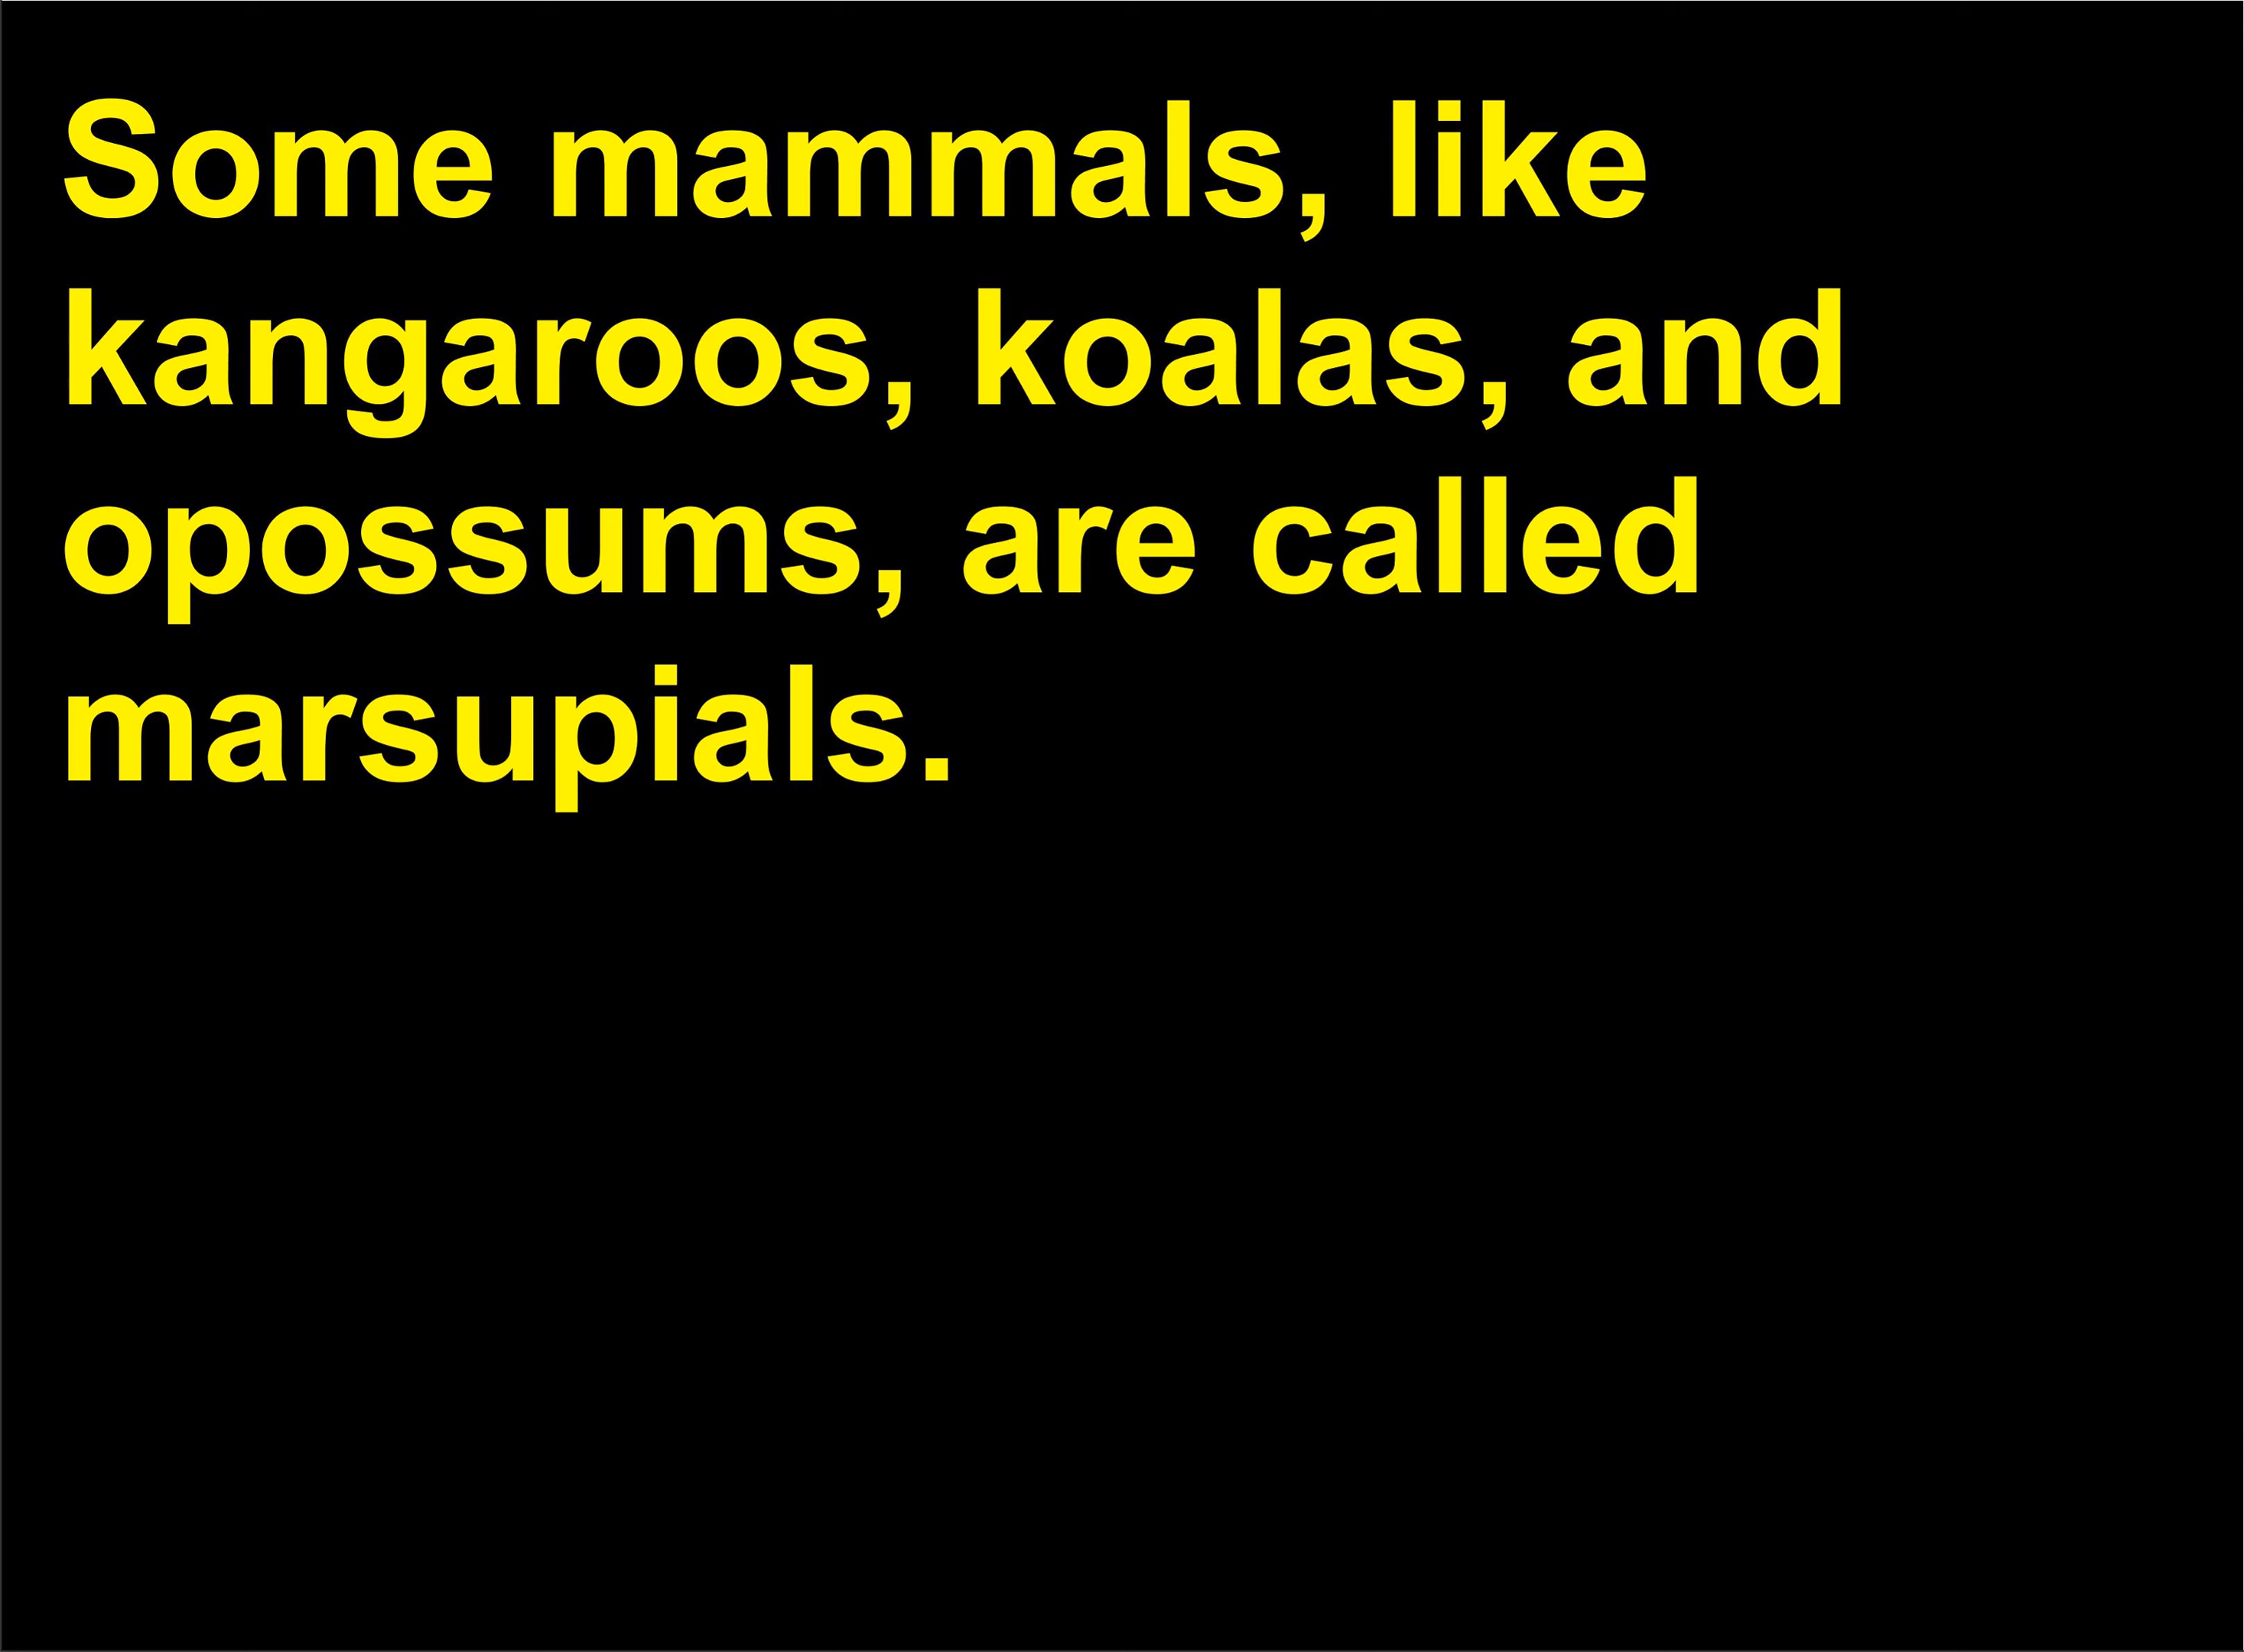 Some mammals, like
kangaroos, koalas, and
opossums, are called
marsupials.